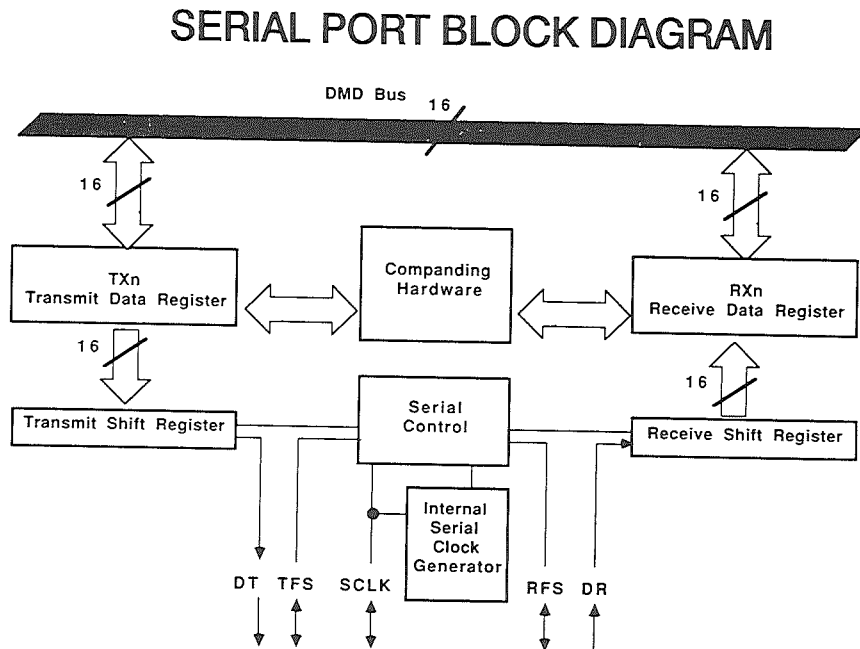 SERIAL PORT BLOCK DIAGRAM
DMD Bus
16
16
16
TXn
Transmit Data Register
Companding
Hardware
RXn
Receive Data Register
16
16
Transmit Shift Register
Serial
Control
Receive Shift Register
Internal
Serial
Clock
Generator
DT TFS SCLK RFS DR